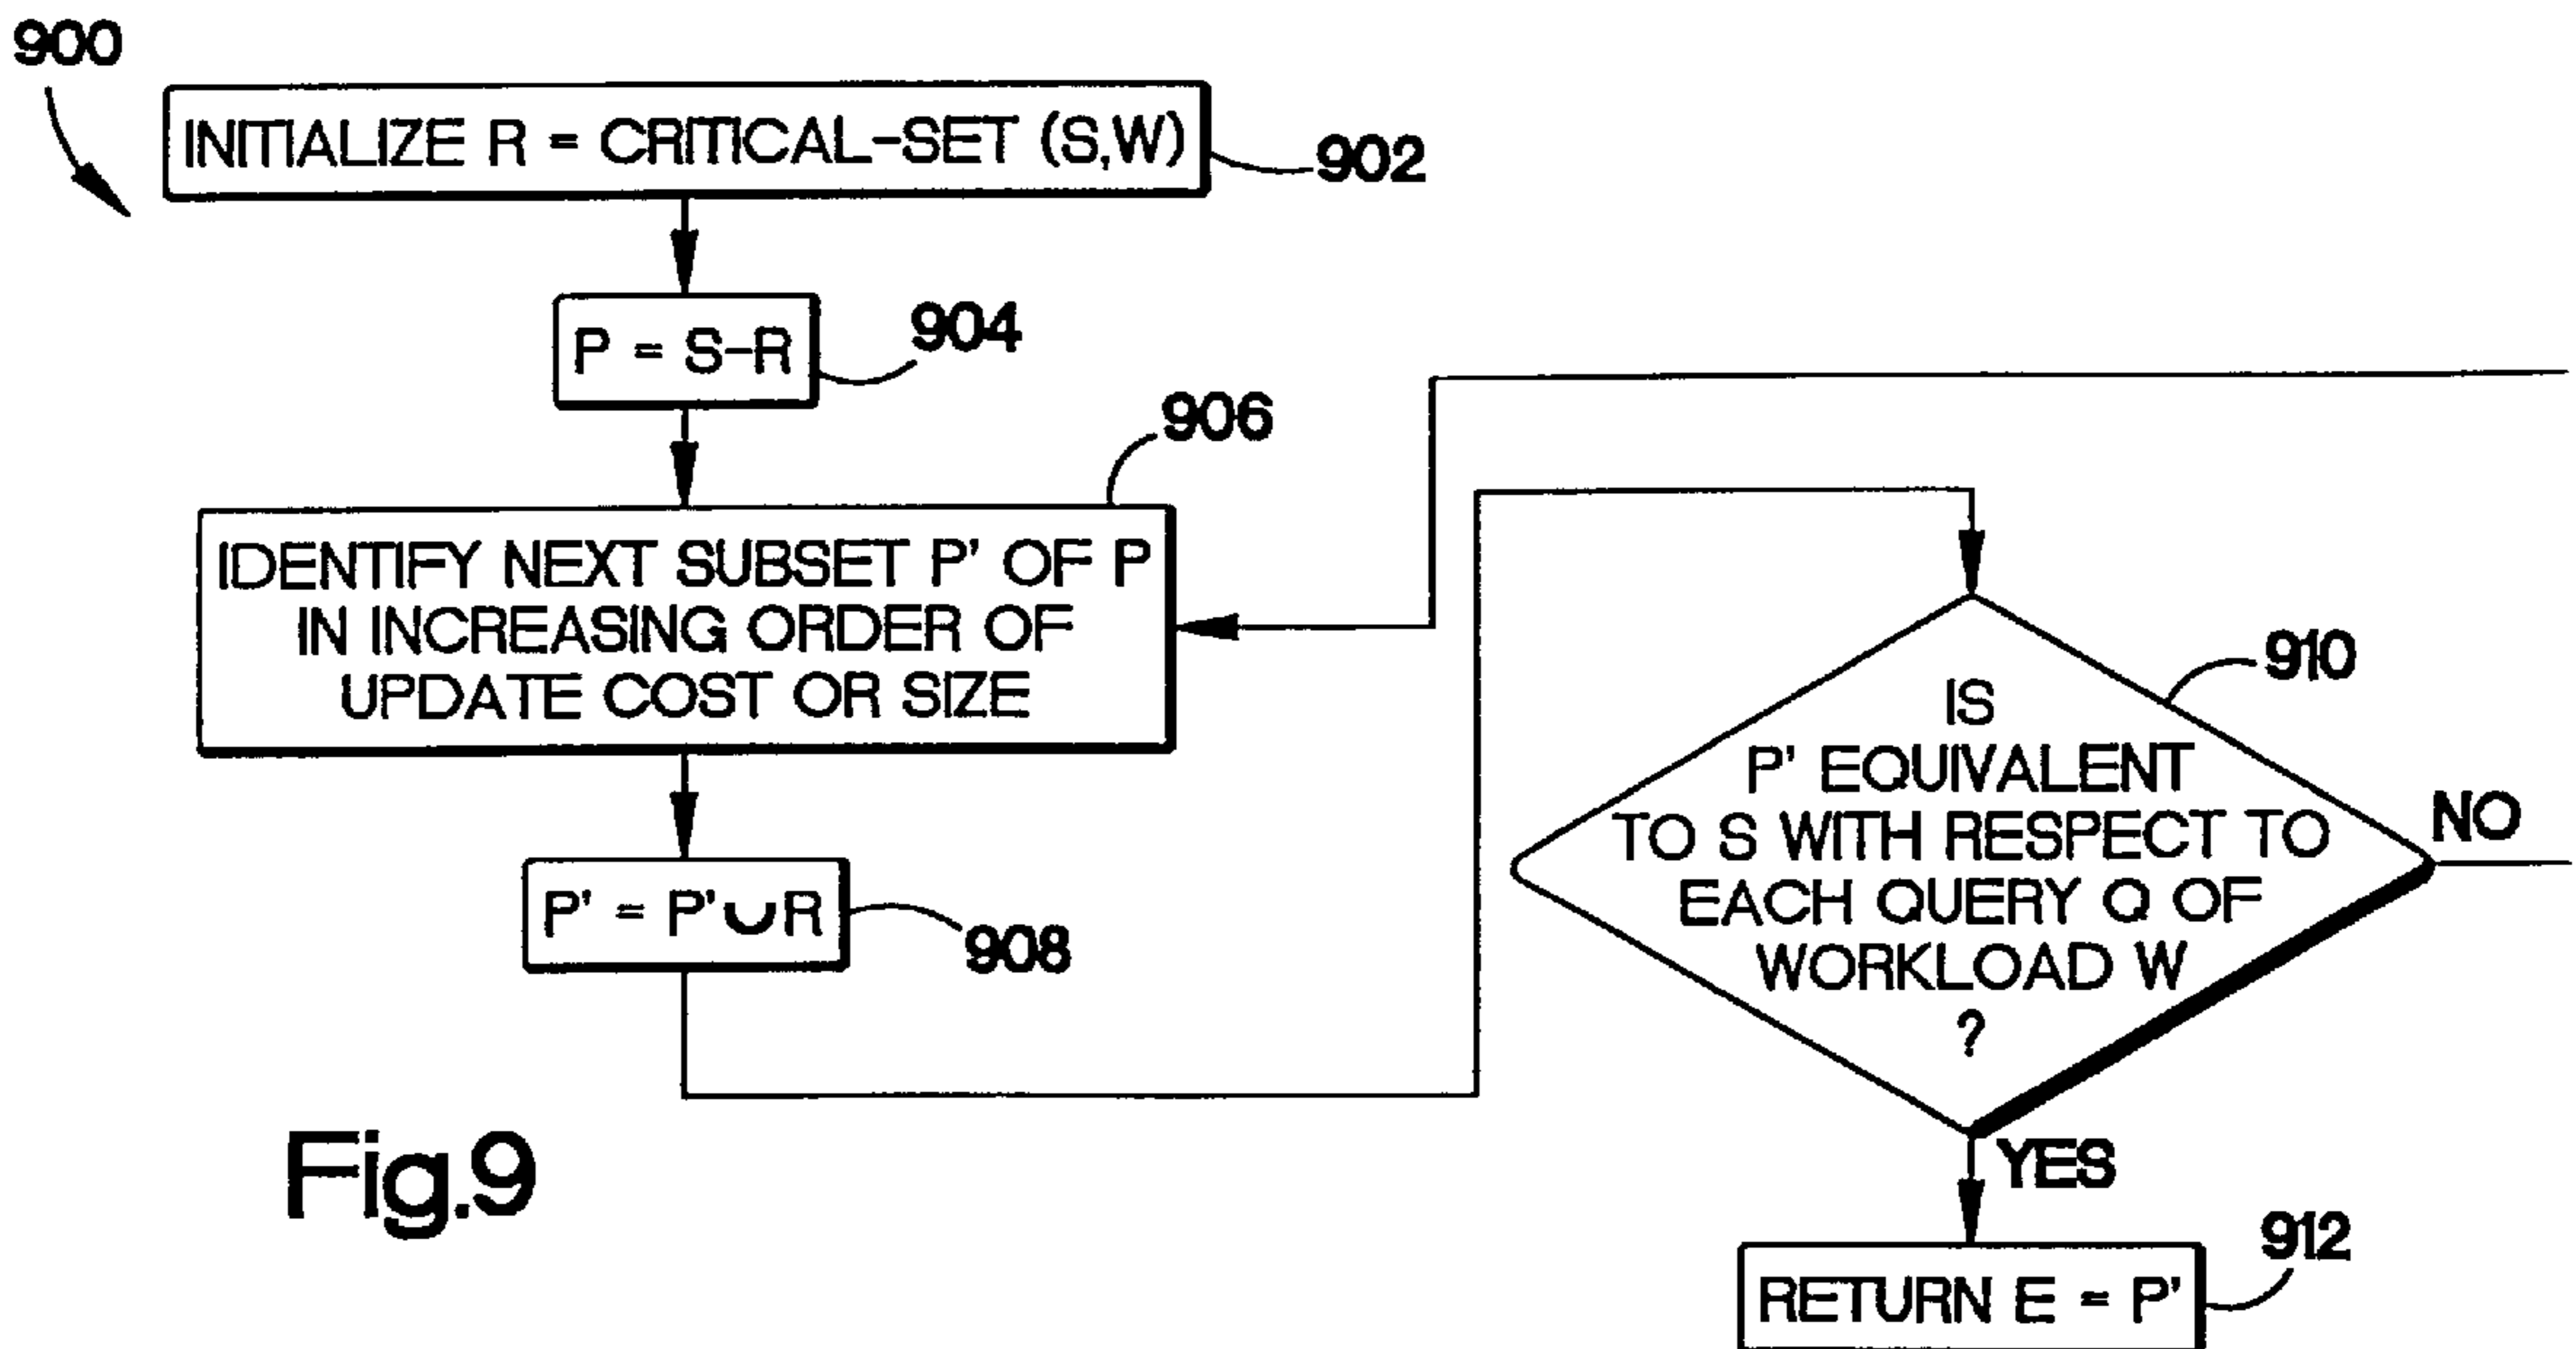 900
INITIALIZE R = CRITICAL-SET (S,W)
902
P = S-R
904
906
IDENTIFY NEXT SUBSET P' OF P
IN INCREASING ORDER OF
UPDATE COST OR SIZE
P' = P'∪R
908
910
IS
P' EQUIVALENT
TO S WITH RESPECT TO
EACH QUERY Q OF
WORKLOAD W
?
NO
YES
912
RETURN E = P'
Fig.9